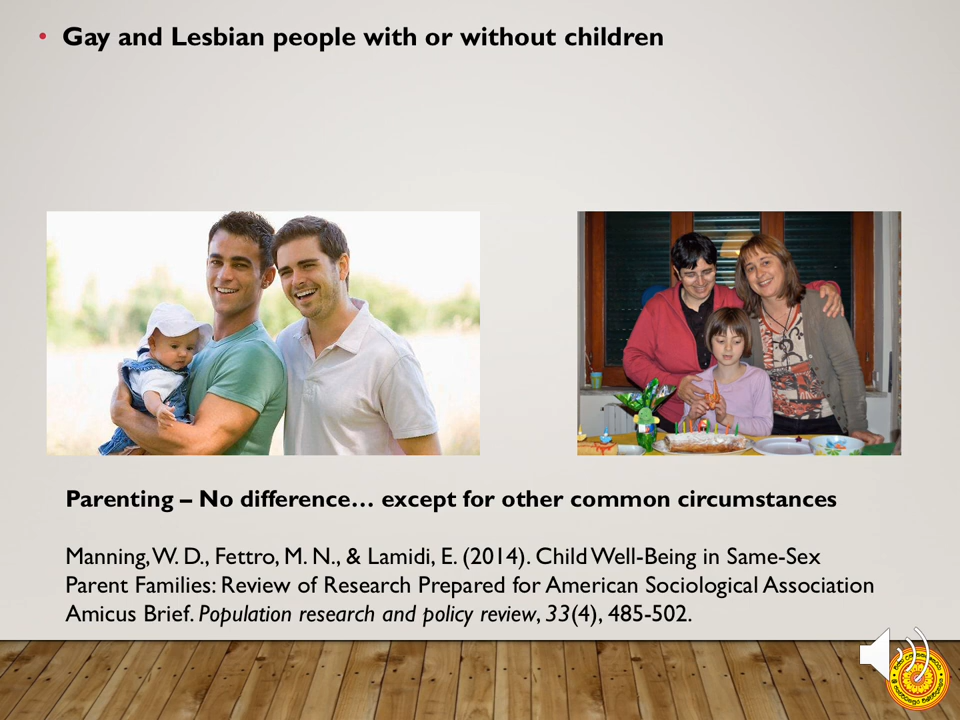 • Gay and Lesbian people with or without children
Parenting – No difference… except for other common circumstances
Manning, W. D., Fettro, M. N., & Lamidi, E. (2014). Child Well-Being in Same-Sex
Parent Families: Review of Research Prepared for American Sociological Association
Amicus Brief. Population research and policy review, 33(4), 485-502.